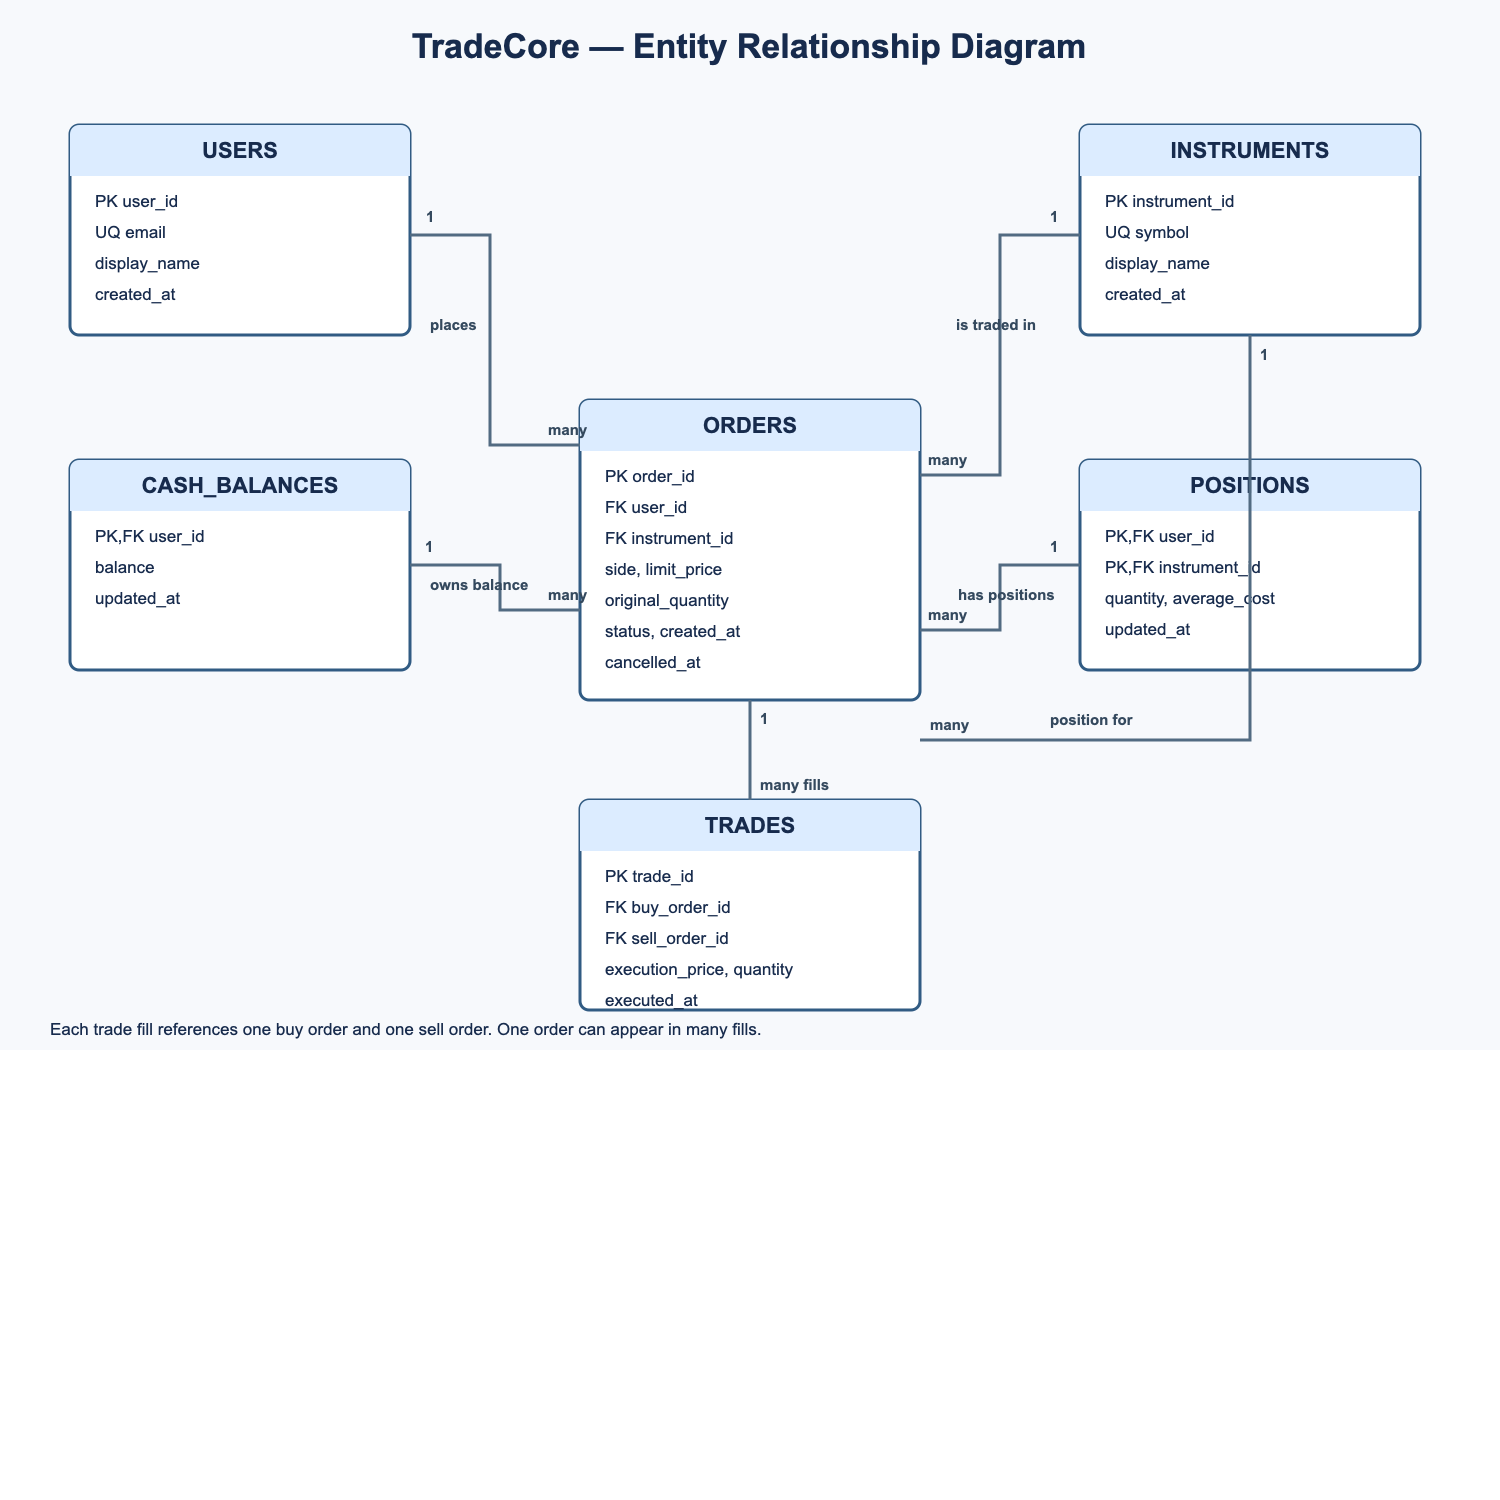 TradeCore — Entity Relationship Diagram
USERS
PK user_id
UQ email
display_name
created_at
INSTRUMENTS
PK instrument_id
UQ symbol
display_name
created_at
1
places
many
1
is traded in
many
1
ORDERS
PK order_id
FK user_id
FK instrument_id
side, limit_price
original_quantity
status, created_at
cancelled_at
CASH_BALANCES
PK,FK user_id
balance
updated_at
1
owns balance
many
POSITIONS
PK,FK user_id
PK,FK instrument_id
quantity, average_cost
updated_at
1
has positions
many
many
position for
1
many fills
TRADES
PK trade_id
FK buy_order_id
FK sell_order_id
execution_price, quantity
executed_at
Each trade fill references one buy order and one sell order. One order can appear in many fills.